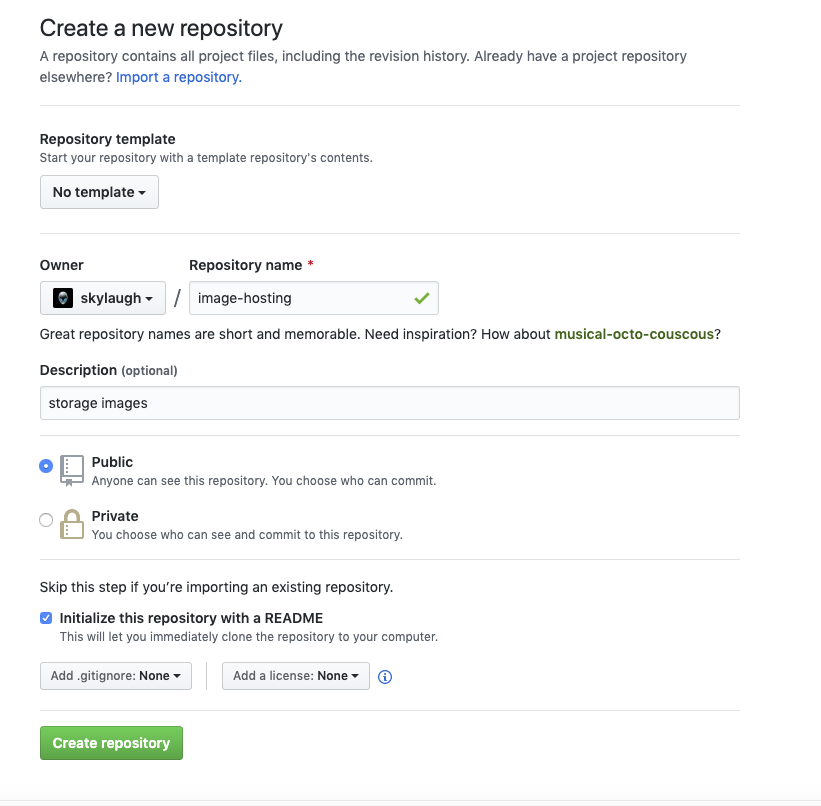 Create a new repository
A repository contains all project files, including the revision history. Already have a project repository
elsewhere? Import a repository.
Repository template
Start your repository with a template repository's contents.
No template
Owner
Repository name *
skylaugh / image-hosting
Great repository names are short and memorable. Need inspiration? How about musical-octo-couscous?
Description (optional)
storage images
Public
Anyone can see this repository. You choose who can commit.
Private
You choose who can see and commit to this repository.
Skip this step if you’re importing an existing repository.
Initialize this repository with a README
This will let you immediately clone the repository to your computer.
Add .gitignore: None
Add a license: None
Create repository